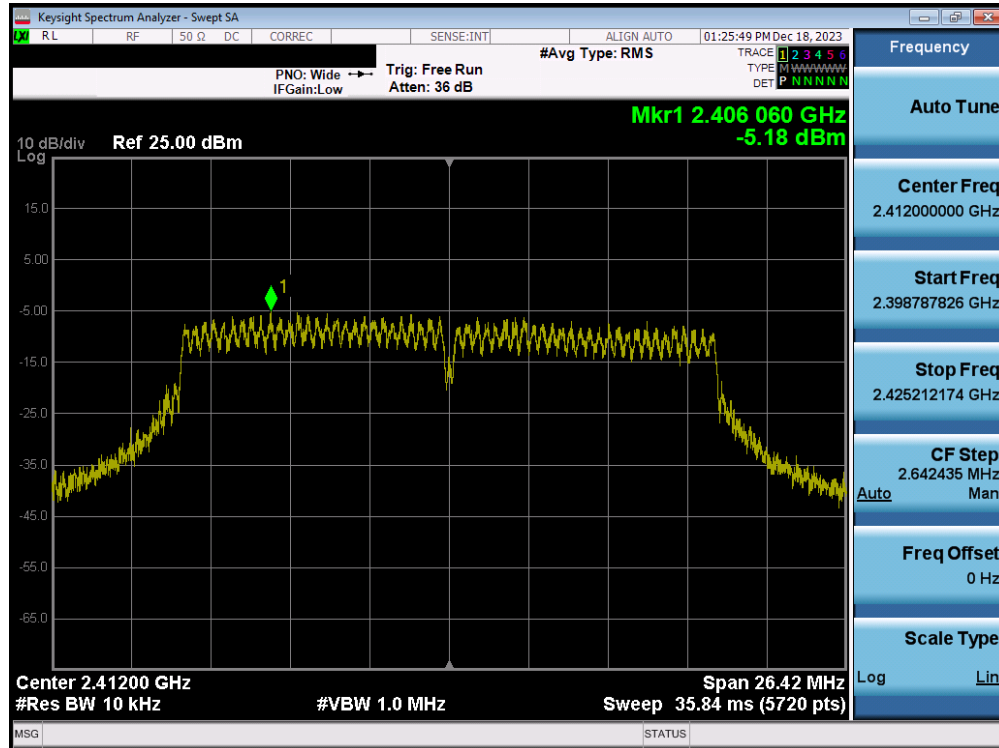 Keysight Spectrum Analyzer - Swept SA
LXI RL RF 50 Ω DC CORREC SENSE:INT ALIGN AUTO 01:25:49 PM Dec 18, 2023
Frequency
#Avg Type: RMS
TRACE 1 2 3 4 5 6
TYPE M WWWWW
DET P N N N N N
PNO: Wide
IFGain:Low
Trig: Free Run
Atten: 36 dB
Auto Tune
Mkr1 2.406 060 GHz
-5.18 dBm
10 dB/div
Log
Ref 25.00 dBm
15.0
5.00
-5.00
-15.0
-25.0
-35.0
-45.0
-55.0
-65.0
1
Center Freq
2.412000000 GHz
Start Freq
2.398787826 GHz
Stop Freq
2.425212174 GHz
CF Step
2.642435 MHz
Auto Man
Freq Offset
0 Hz
Scale Type
Log Lin
Center 2.41200 GHz
Span 26.42 MHz
#Res BW 10 kHz
#VBW 1.0 MHz
Sweep 35.84 ms (5720 pts)
MSG
STATUS